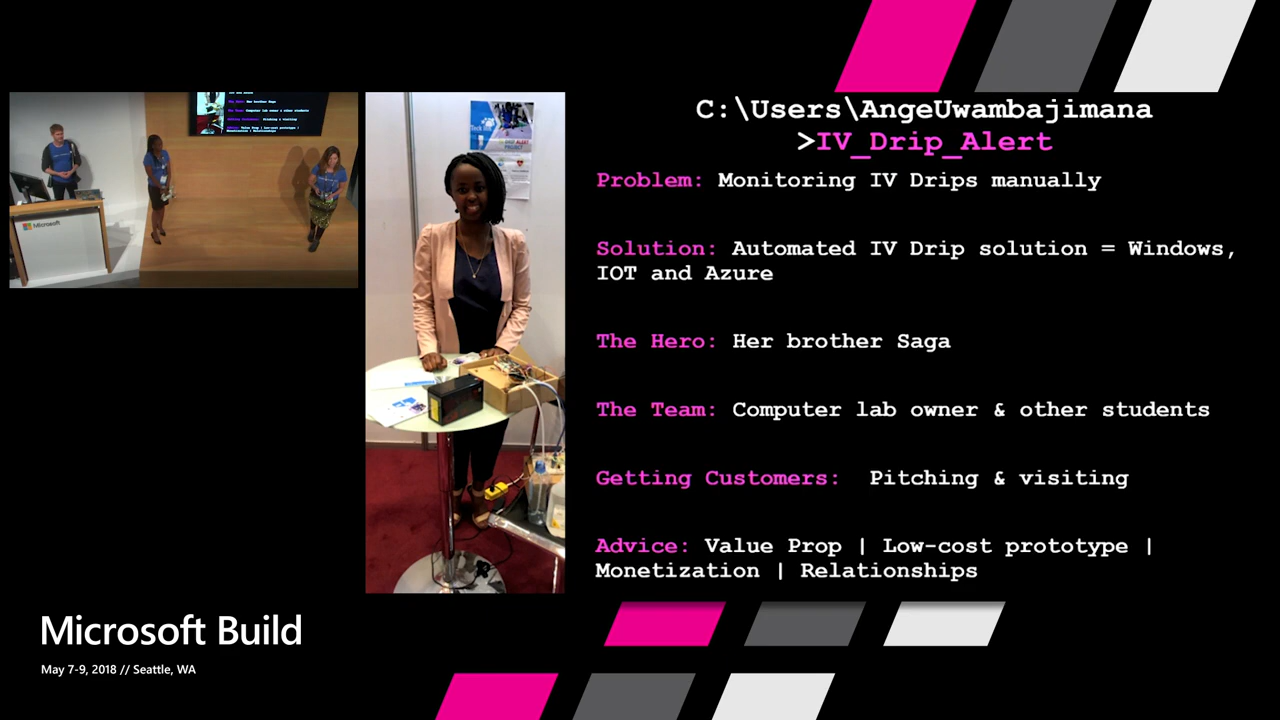 C:\Users\AngeUwambajimana
>IV_Drip_Alert
Problem: Monitoring IV Drips manually
Solution: Automated IV Drip solution = Windows,
IOT and Azure
The Hero: Her brother Saga
The Team: Computer lab owner & other students
Getting Customers: Pitching & visiting
Advice: Value Prop | Low-cost prototype |
Monetization | Relationships
Microsoft
Microsoft Build
May 7-9, 2018 // Seattle, WA